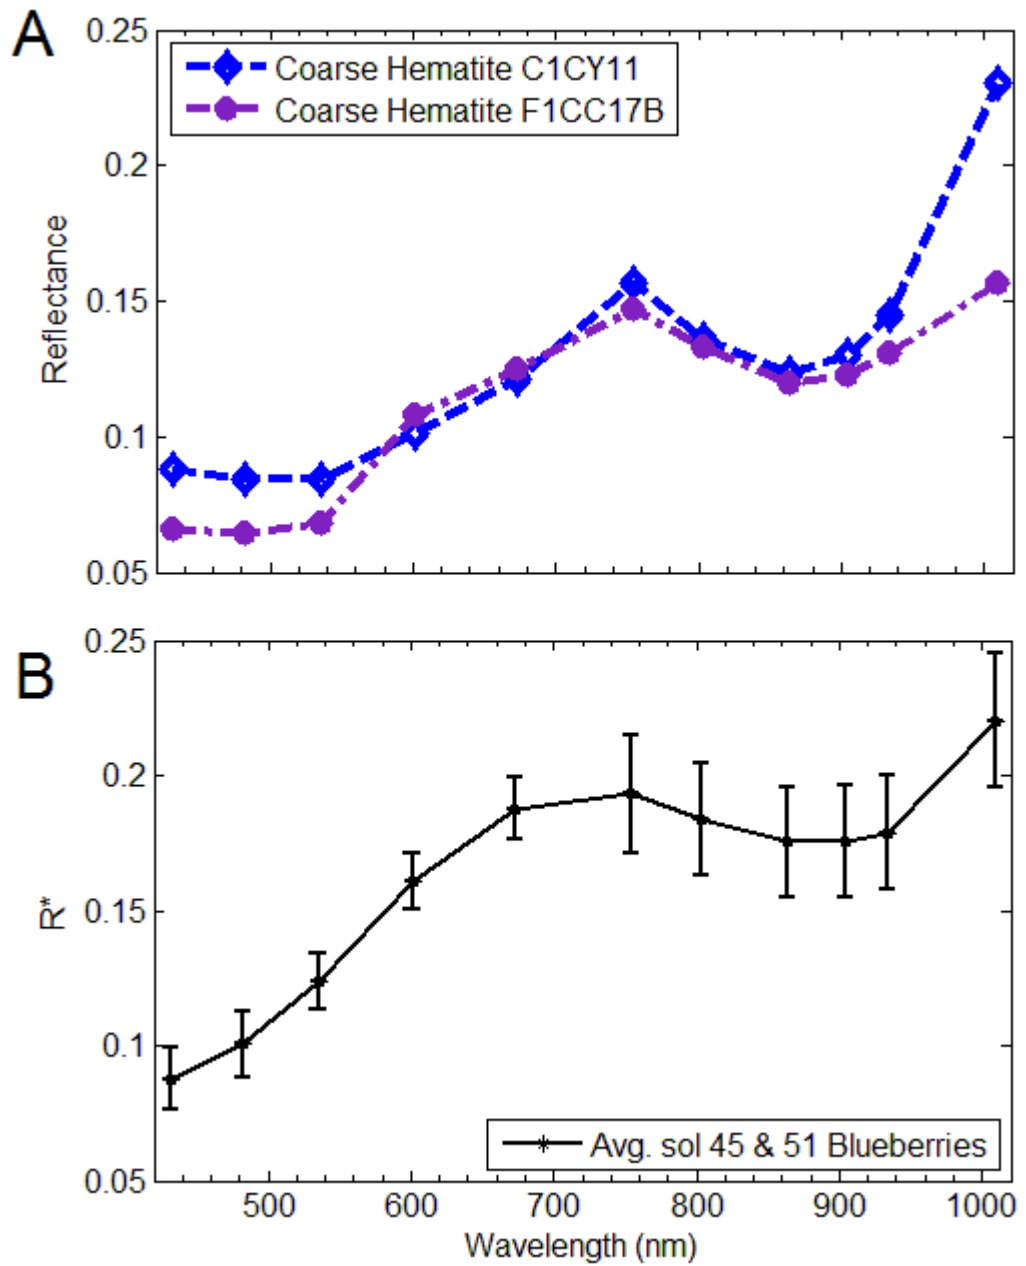 A
0.25
Coarse Hematite C1CY11
Coarse Hematite F1CC17B
0.2
Reflectance
0.15
0.1
0.05
B
0.25
0.2
R*
0.15
0.1
Avg. sol 45 & 51 Blueberries
0.05
500 600 700 800 900 1000
Wavelength (nm)